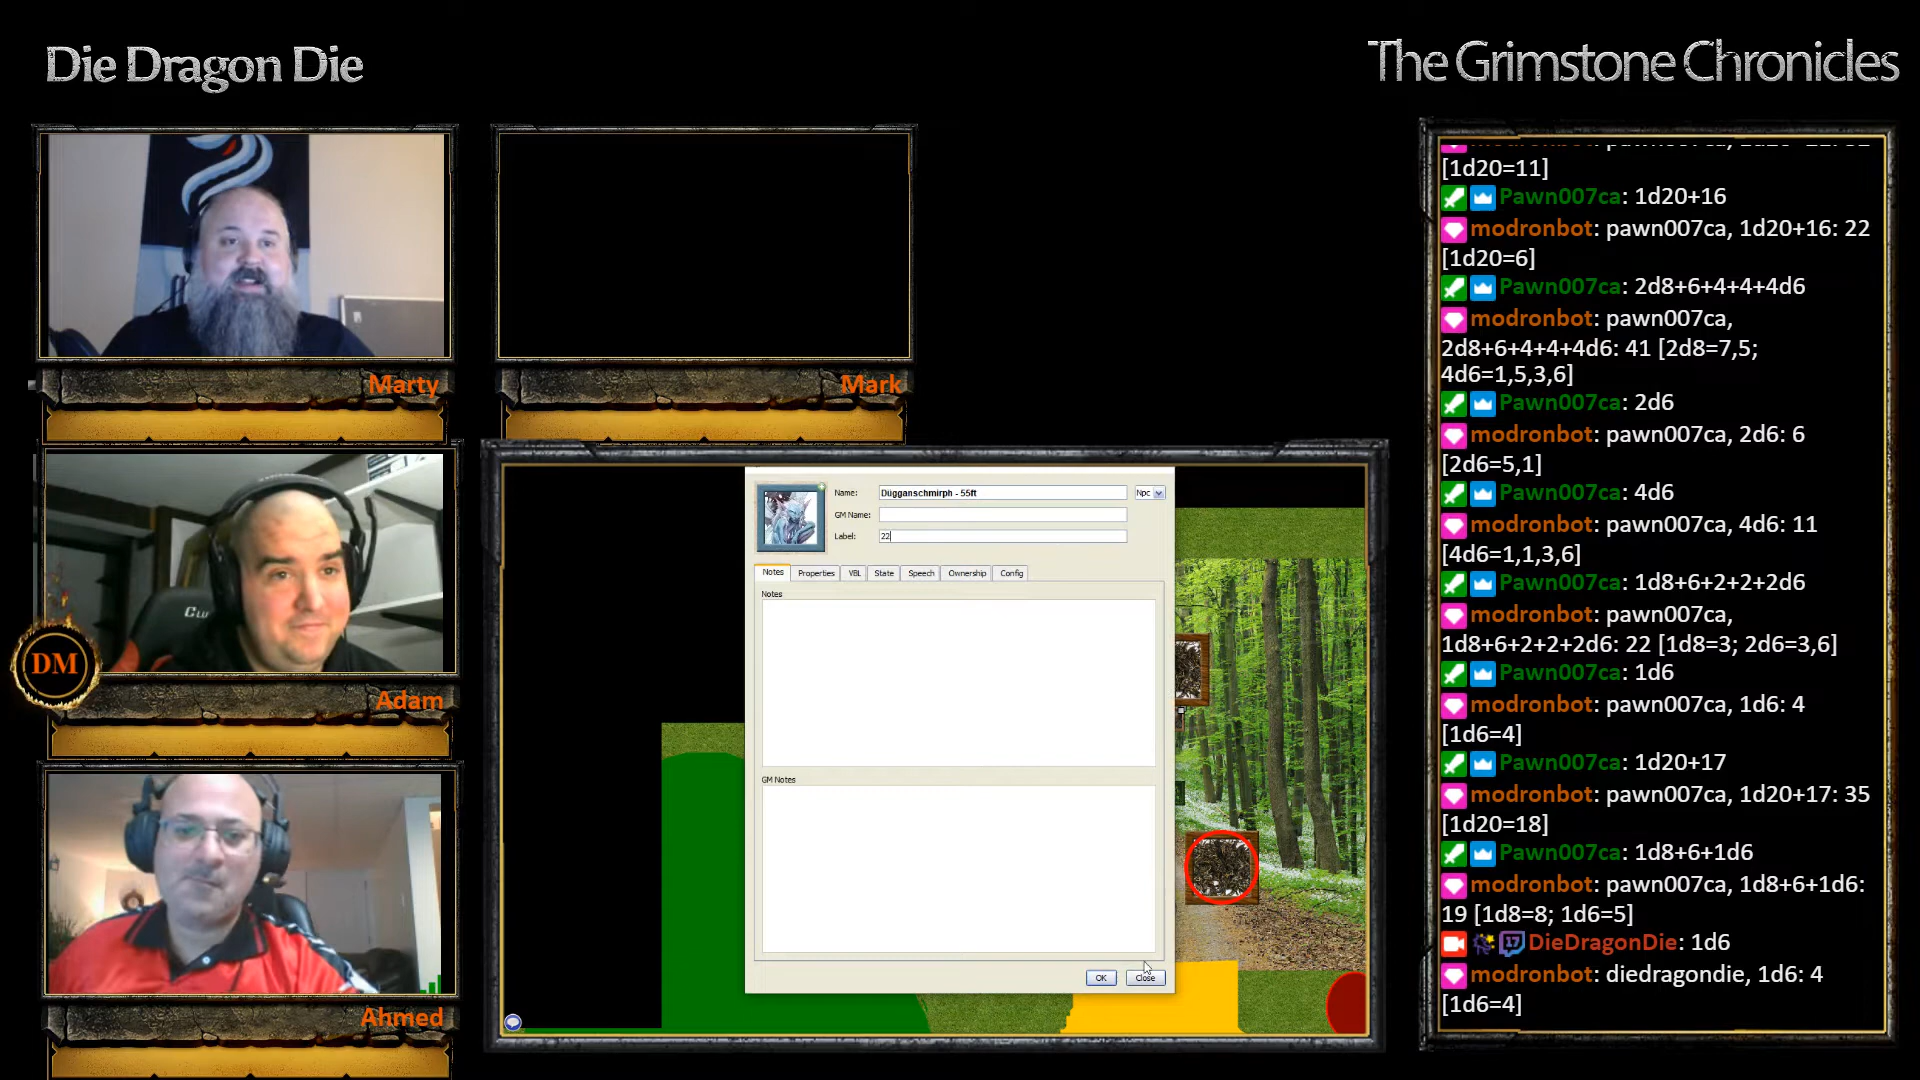 Die Dragon Die
The Grimstone Chronicles
Marty
Mark
DM
Adam
Ahmed
Name:
Dügganschmirph - 55ft
Npc
GM Name:
Label:
22
Notes
Properties
VBL
State
Speech
Ownership
Config
Notes
GM Notes
OK
Close
[1d20=11]
Pawn007ca: 1d20+16
modronbot: pawn007ca, 1d20+16: 22
[1d20=6]
Pawn007ca: 2d8+6+4+4+4d6
modronbot: pawn007ca,
2d8+6+4+4+4d6: 41 [2d8=7,5;
4d6=1,5,3,6]
Pawn007ca: 2d6
modronbot: pawn007ca, 2d6: 6
[2d6=5,1]
Pawn007ca: 4d6
modronbot: pawn007ca, 4d6: 11
[4d6=1,1,3,6]
Pawn007ca: 1d8+6+2+2+2d6
modronbot: pawn007ca,
1d8+6+2+2+2d6: 22 [1d8=3; 2d6=3,6]
Pawn007ca: 1d6
modronbot: pawn007ca, 1d6: 4
[1d6=4]
Pawn007ca: 1d20+17
modronbot: pawn007ca, 1d20+17: 35
[1d20=18]
Pawn007ca: 1d8+6+1d6
modronbot: pawn007ca, 1d8+6+1d6:
19 [1d8=8; 1d6=5]
17 DieDragonDie: 1d6
modronbot: diedragondie, 1d6: 4
[1d6=4]